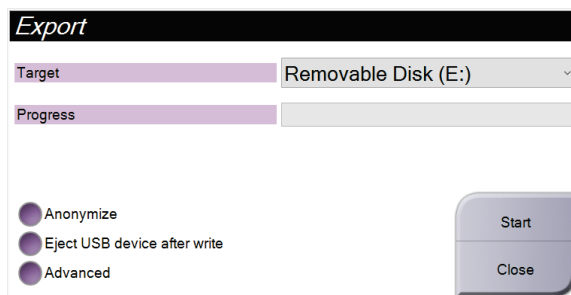 Export
Target
Removable Disk (E:)
Progress
Anonymize
Eject USB device after write
Advanced
Start
Close